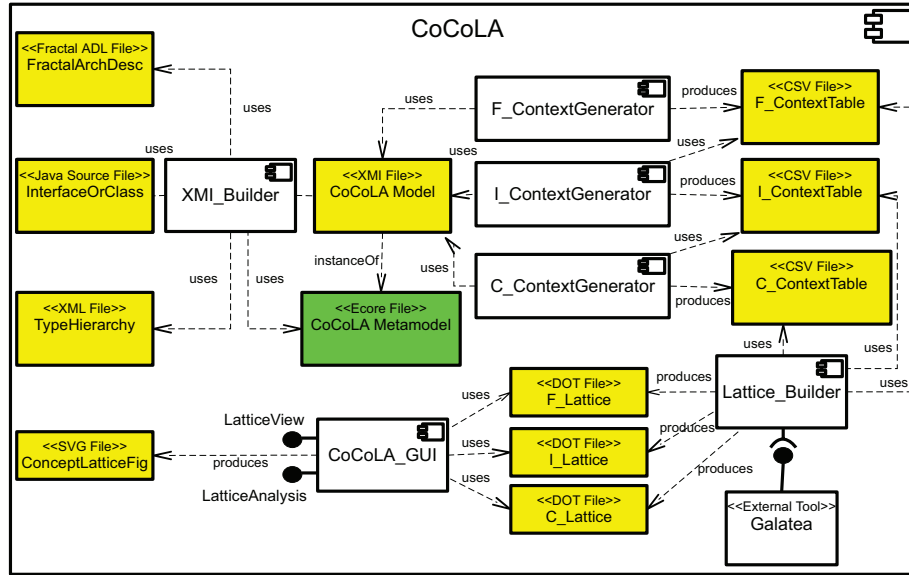 CoCoLA
<<Fractal ADL File>>
FractalArchDesc
uses
uses
<<Java Source File>>
InterfaceOrClass
XMI_Builder
<<XMI File>>
CoCoLA Model
uses
F_ContextGenerator
produces
<<CSV File>>
F_ContextTable
uses
uses
I_ContextGenerator
produces
<<CSV File>>
I_ContextTable
instanceOf
uses
uses
C_ContextGenerator
produces
<<CSV File>>
C_ContextTable
uses
uses
<<XML File>>
TypeHierarchy
<<Ecore File>>
CoCoLA Metamodel
uses
uses
Lattice_Builder
uses
<<DOT File>>
F_Lattice
produces
uses
LatticeView
<<SVG File>>
ConceptLatticeFig
produces
CoCoLA_GUI
uses
<<DOT File>>
I_Lattice
produces
LatticeAnalysis
uses
<<DOT File>>
C_Lattice
produces
<<External Tool>>
Galatea